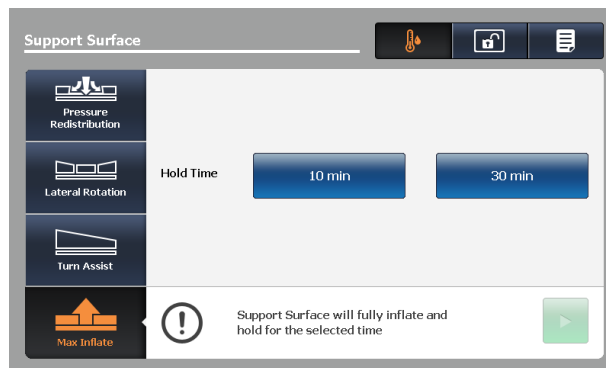 Support Surface
Pressure
Redistribution
Lateral Rotation
Turn Assist
Max Inflate
Hold Time
10 min
30 min
Support Surface will fully inflate and
hold for the selected time